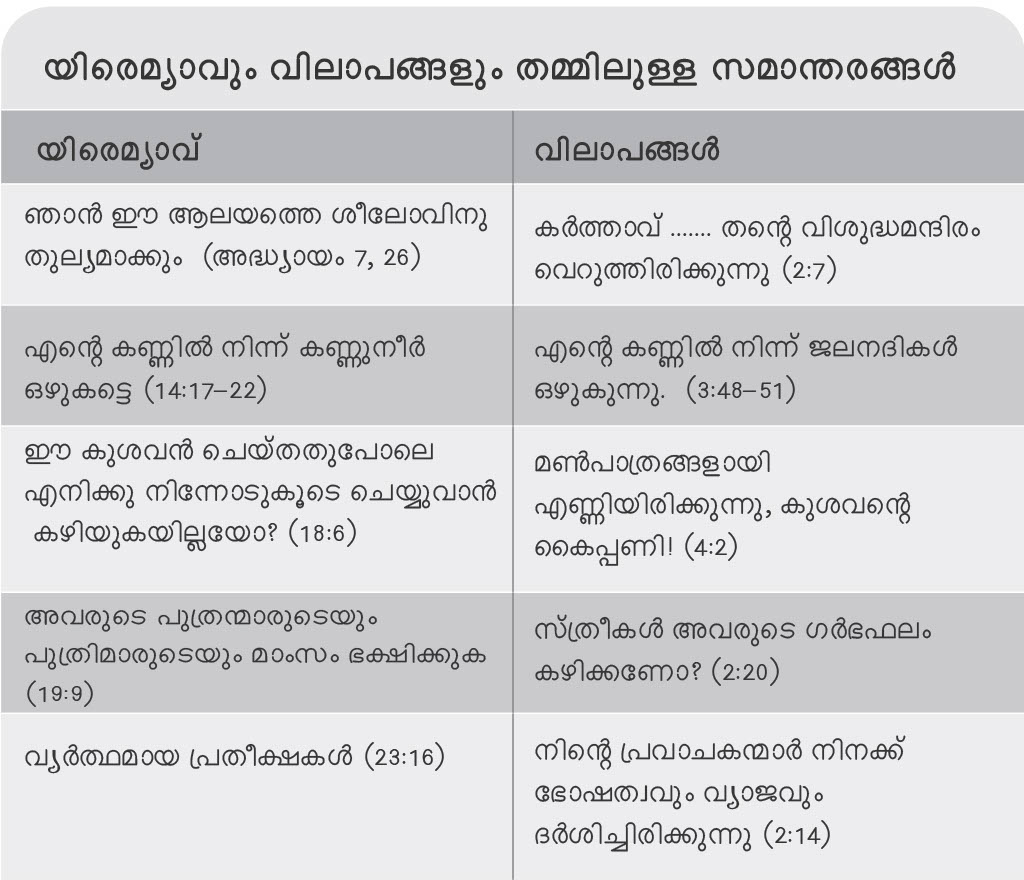 യിരെമ്യാവും വിലാപങ്ങളും തമ്മിലുള്ള സമാന്തരങ്ങൾ
യിരെമ്യാവ്
വിലാപങ്ങൾ
ഞാൻ ഈ ആലയത്തെ ശീലോവിനു
തുല്യമാക്കും (അദ്ധ്യായം 7, 26)
കർത്താവ് ....... തന്റെ വിശുദ്ധമന്ദിരം
വെറുത്തിരിക്കുന്നു (2:7)
എന്റെ കണ്ണിൽ നിന്ന് കണ്ണുനീർ
ഒഴുകട്ടെ (14:17–22)
എന്റെ കണ്ണിൽ നിന്ന് ജലനദികൾ
ഒഴുകുന്നു. (3:48–51)
ഈ കുശവൻ ചെയ്തതുപോലെ
എനിക്കു നിന്നോടുകൂടെ ചെയ്യുവാൻ
കഴിയുകയില്ലയോ? (18:6)
മൺപാത്രങ്ങളായി
എണ്ണിയിരിക്കുന്നു, കുശവന്റെ
കൈപ്പണി! (4:2)
അവരുടെ പുത്രന്മാരുടെയും
പുത്രിമാരുടെയും മാംസം ഭക്ഷിക്കുക
(19:9)
സ്ത്രീകൾ അവരുടെ ഗർഭഫലം
കഴിക്കണോ? (2:20)
വ്യർത്ഥമായ പ്രതീക്ഷകൾ (23:16)
നിന്റെ പ്രവാചകന്മാർ നിനക്ക്
ഭോഷത്വവും വ്യാജവും
ദർശിച്ചിരിക്കുന്നു (2:14)